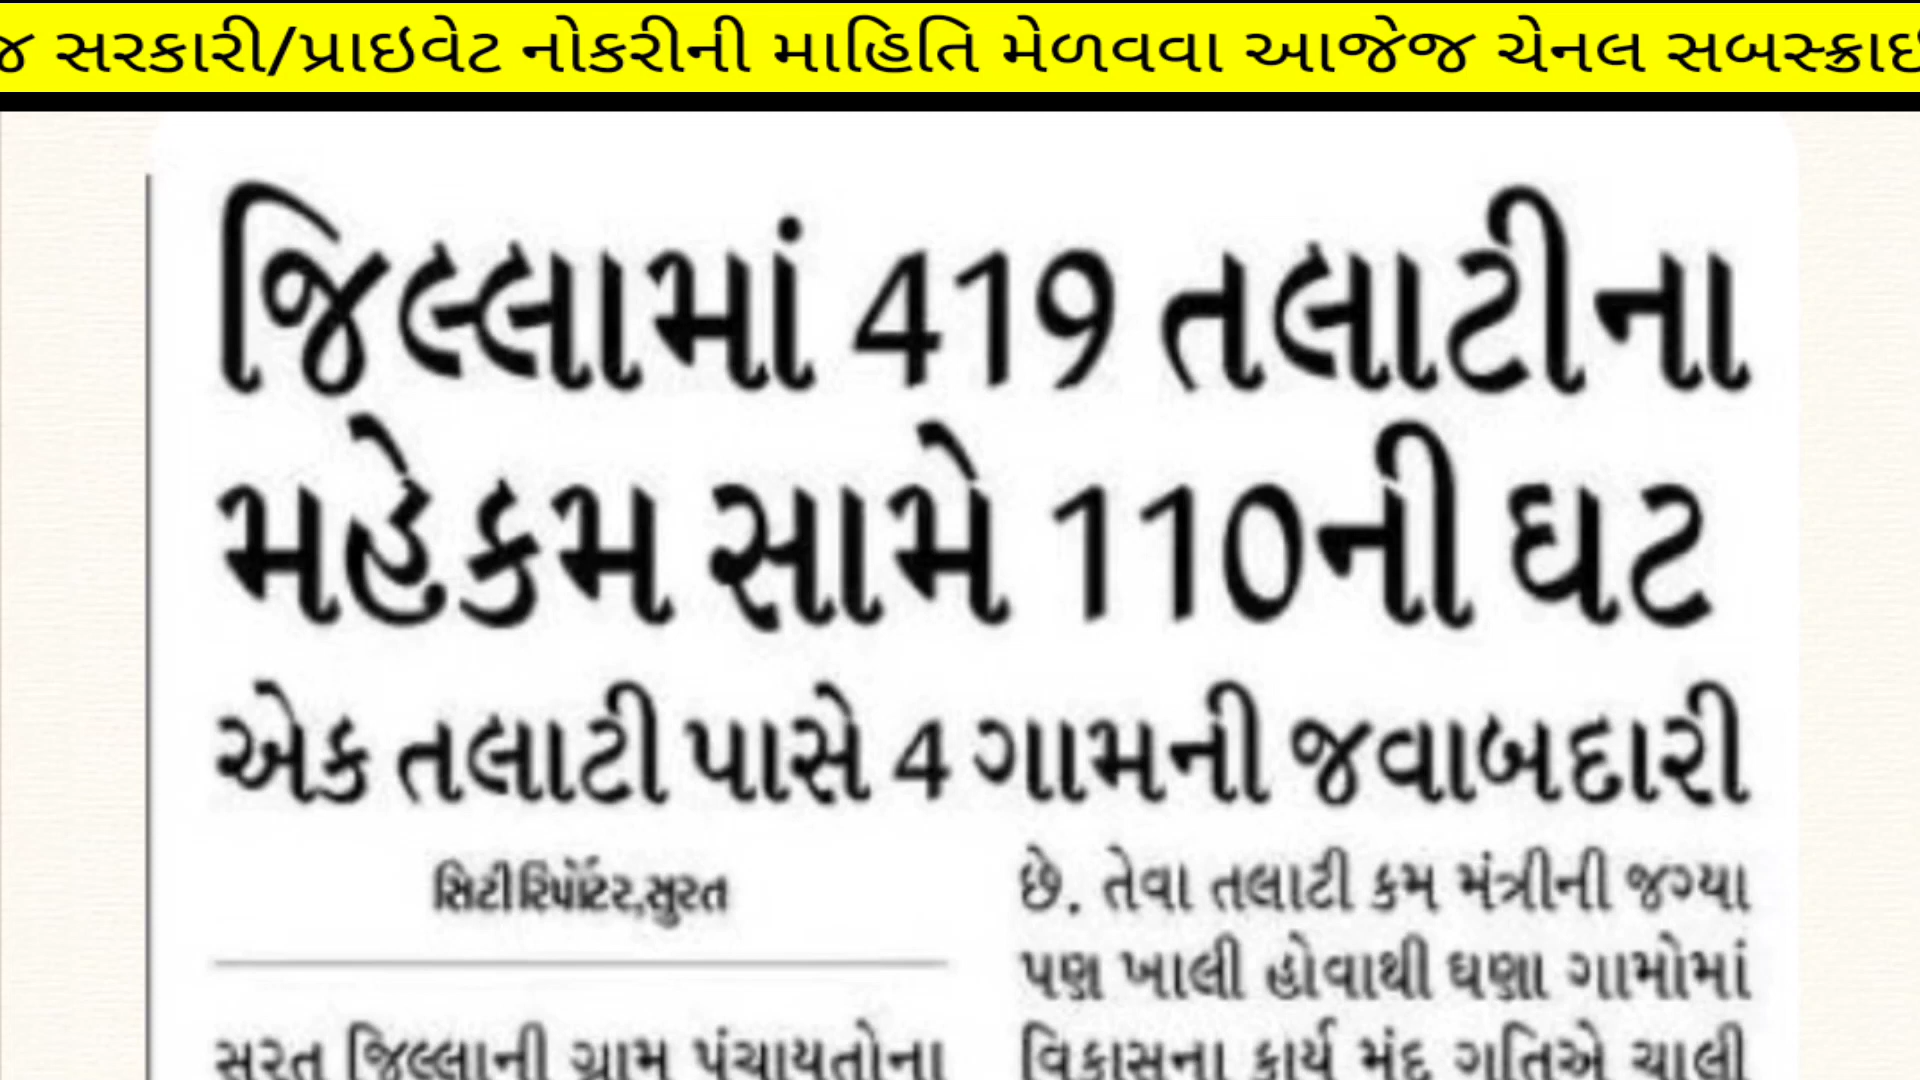 જ સરકારી/પ્રાઇવેટ નોકરીની માહિતિ મેળવવા આજેજ ચેનલ
જિલ્લામાં 419 તલાટીના
મહેકમ સામે 110ની ઘટ
એક તલાટી પાસે 4 ગામની જવાબદારી
સિટી રિપોર્ટર,સુરત
સુરત જિલ્લાની ગ્રામ પંચાયતોના
છે. તેવા તલાટી કમ મંત્રીની જગ્યા
પણ ખાલી હોવાથી ઘણા ગામોમાં
વિકાસના કાર્ય મંદ ગતિએ ચાલી